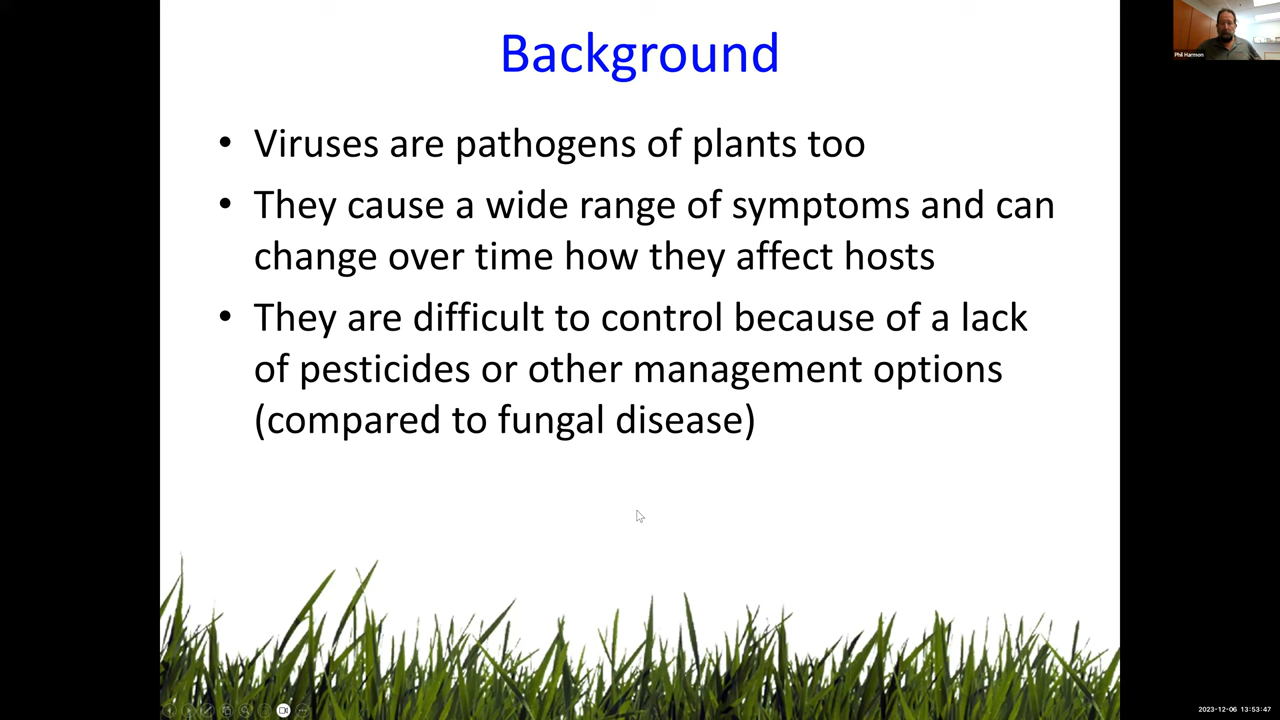 Background
• Viruses are pathogens of plants too
• They cause a wide range of symptoms and can
change over time how they affect hosts
• They are difficult to control because of a lack
of pesticides or other management options
(compared to fungal disease)
Phil Harmon
2023-12-06 13:53:47